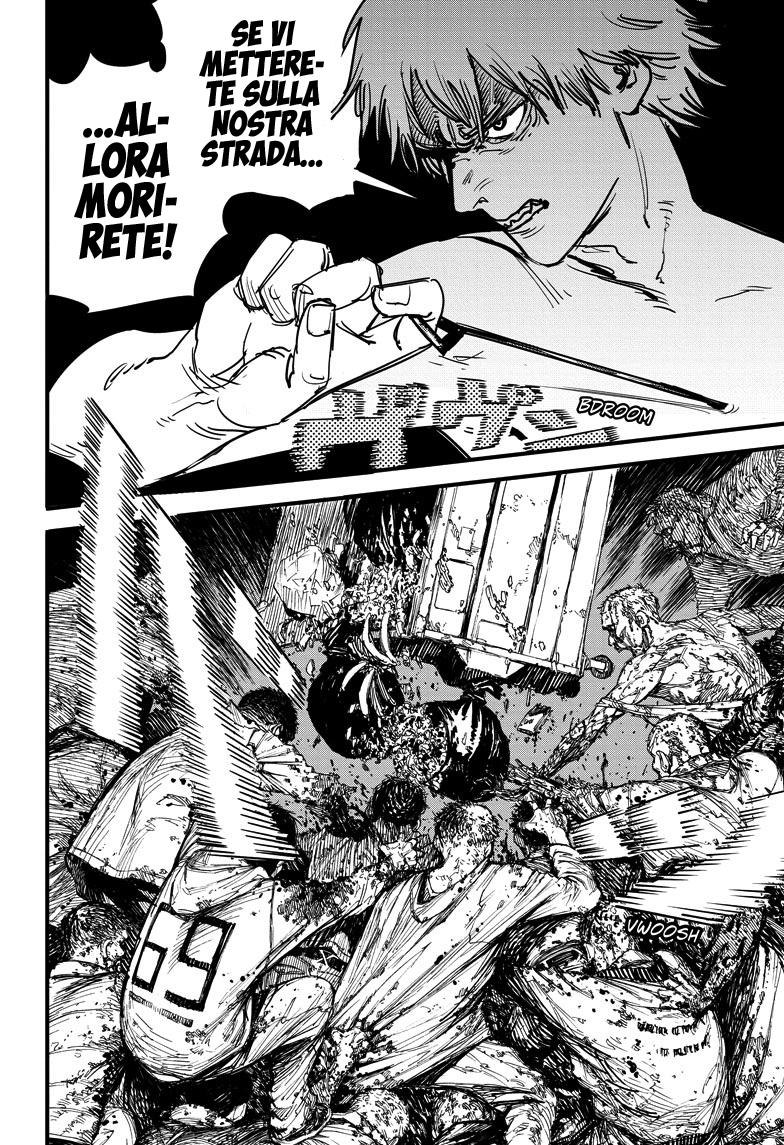 SE VI
METTERE-
TE SULLA
NOSTRA
STRADA...
...AL-
LORA
MORI-
RETE!
BDROOM
69
VWOOSH